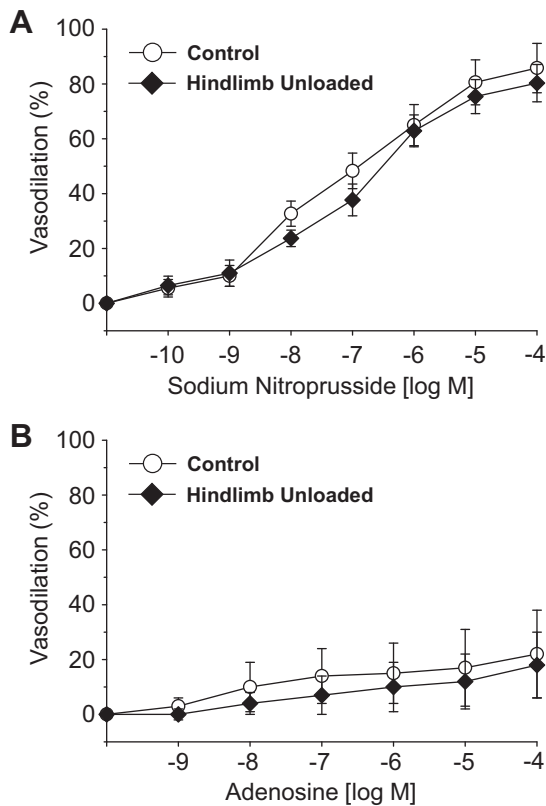 A
Control
Hindlimb Unloaded
Vasodilation (%)
100
80
60
40
20
0
-10 -9 -8 -7 -6 -5 -4
Sodium Nitroprusside [log M]
B
Control
Hindlimb Unloaded
Vasodilation (%)
100
80
60
40
20
0
-9 -8 -7 -6 -5 -4
Adenosine [log M]